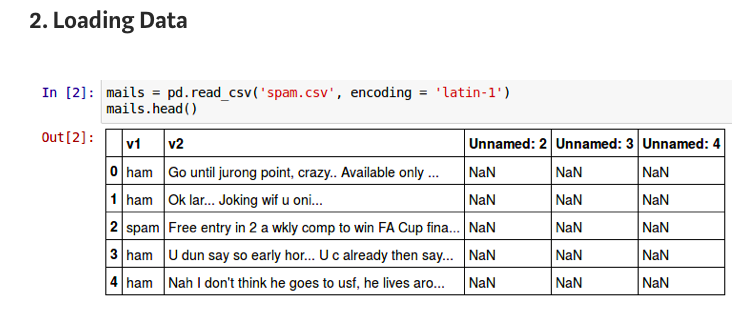 2. Loading Data
In [2]: mails = pd.read_csv('spam.csv', encoding = 'latin-1')
mails.head()
Out[2]:
v1 v2 Unnamed: 2 Unnamed: 3 Unnamed: 4
0 ham Go until jurong point, crazy.. Available only ... NaN NaN NaN
1 ham Ok lar... Joking wif u oni... NaN NaN NaN
2 spam Free entry in 2 a wkly comp to win FA Cup fina... NaN NaN NaN
3 ham U dun say so early hor... U c already then say... NaN NaN NaN
4 ham Nah I don't think he goes to usf, he lives aro... NaN NaN NaN